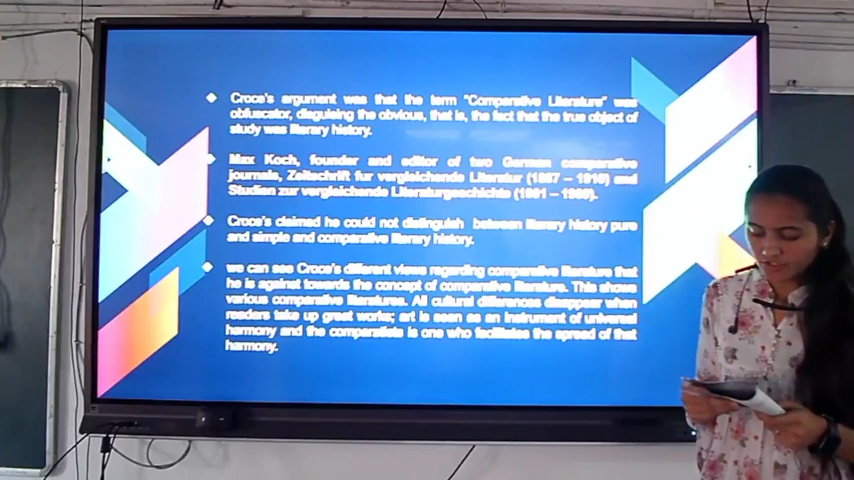 Croce's argument was that the term "Comparative Literature" was
obfuscator, disguising the obvious, that is, the fact that the true object of
study was literary history.
Max Koch, founder and editor of two German comparative
journals, Zeitschrift fur vergleichende Literatur (1887 – 1910) and
Studien zur vergleichende Literaturgeschichte (1901 – 1909).
Croce's claimed he could not distinguish between literary history pure
and simple and comparative literary history.
we can see Croce's different views regarding comparative literature that
he is against towards the concept of comparative literature. This shows
various comparative literatures. All cultural differences disappear when
readers take up great works; art is seen as an instrument of universal
harmony and the comparatists is one who facilitates the spread of that
harmony.